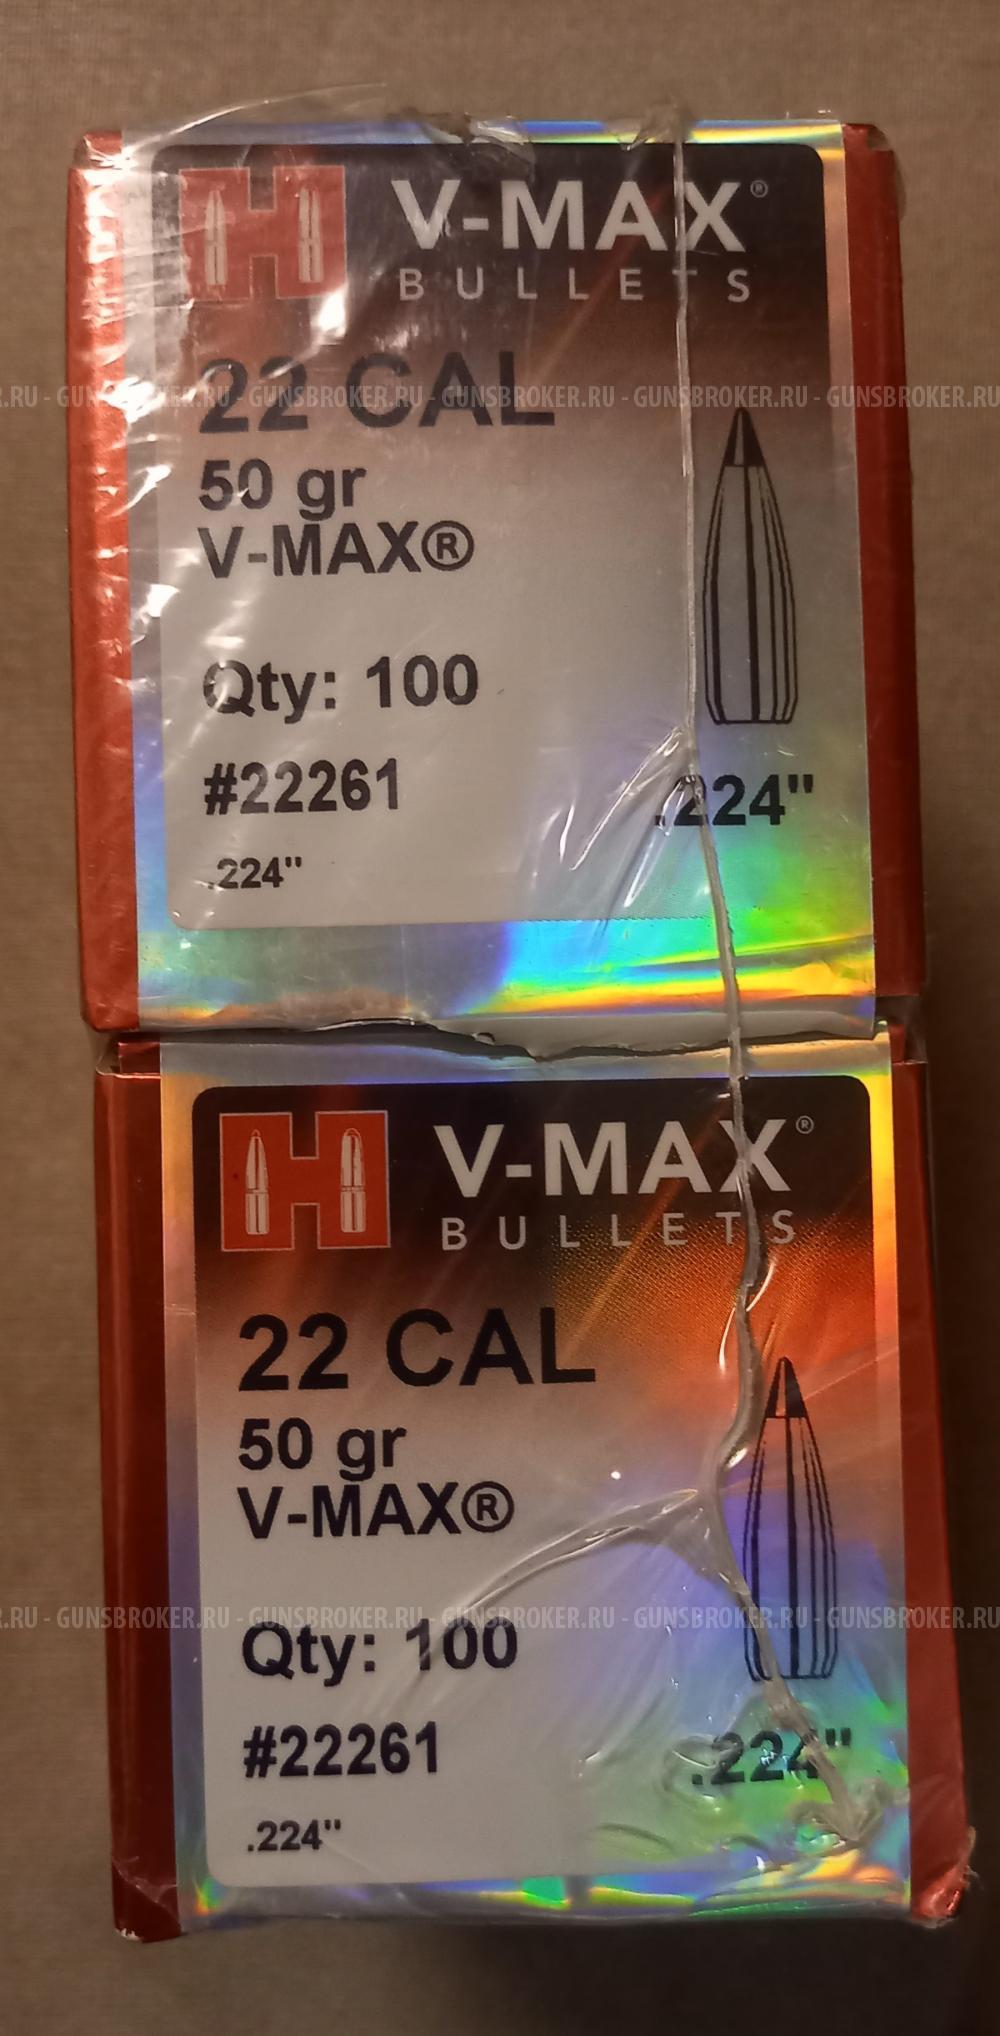 V-MAX®
BULLETS
22 CAL
.RU - GUNSBROKER.RU - GUNSBROKER.RU - GUNSBROKER.RU - GUNSBROKER.RU - GUNSBROKER.RU
50 gr
V-MAX®
Qty: 100
#22261
.224"
.224"
V-MAX®
BULLETS
22 CAL
50 gr
V-MAX®
.RU - GUNSBROKER.RU - GUNSBROKER.RU - GUNSBROKER.RU - GUNSBROKER.RU - GUNSBROKER.RU
Qty: 100
#22261
.224"
.224"